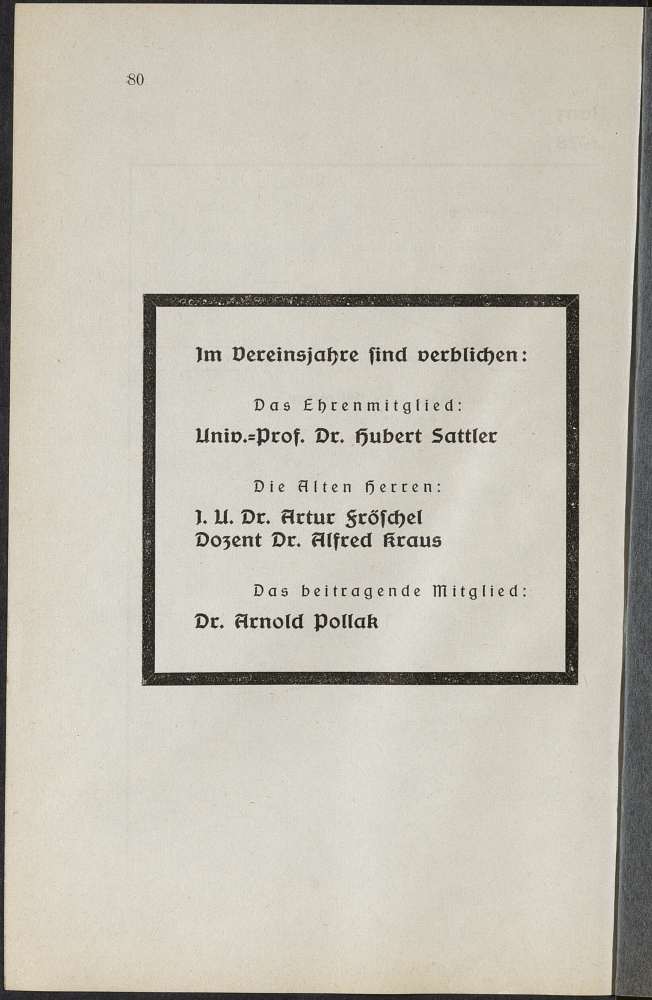 80
Im Vereinsjahre sind verblichen:
Das Ehrenmitglied:
Univ.-Prof. Dr. Hubert Sattler
Die Alten Herren:
J. U. Dr. Artur Fröschel
Dozent Dr. Alfred Kraus
Das beitragende Mitglied:
Dr. Arnold Pollak